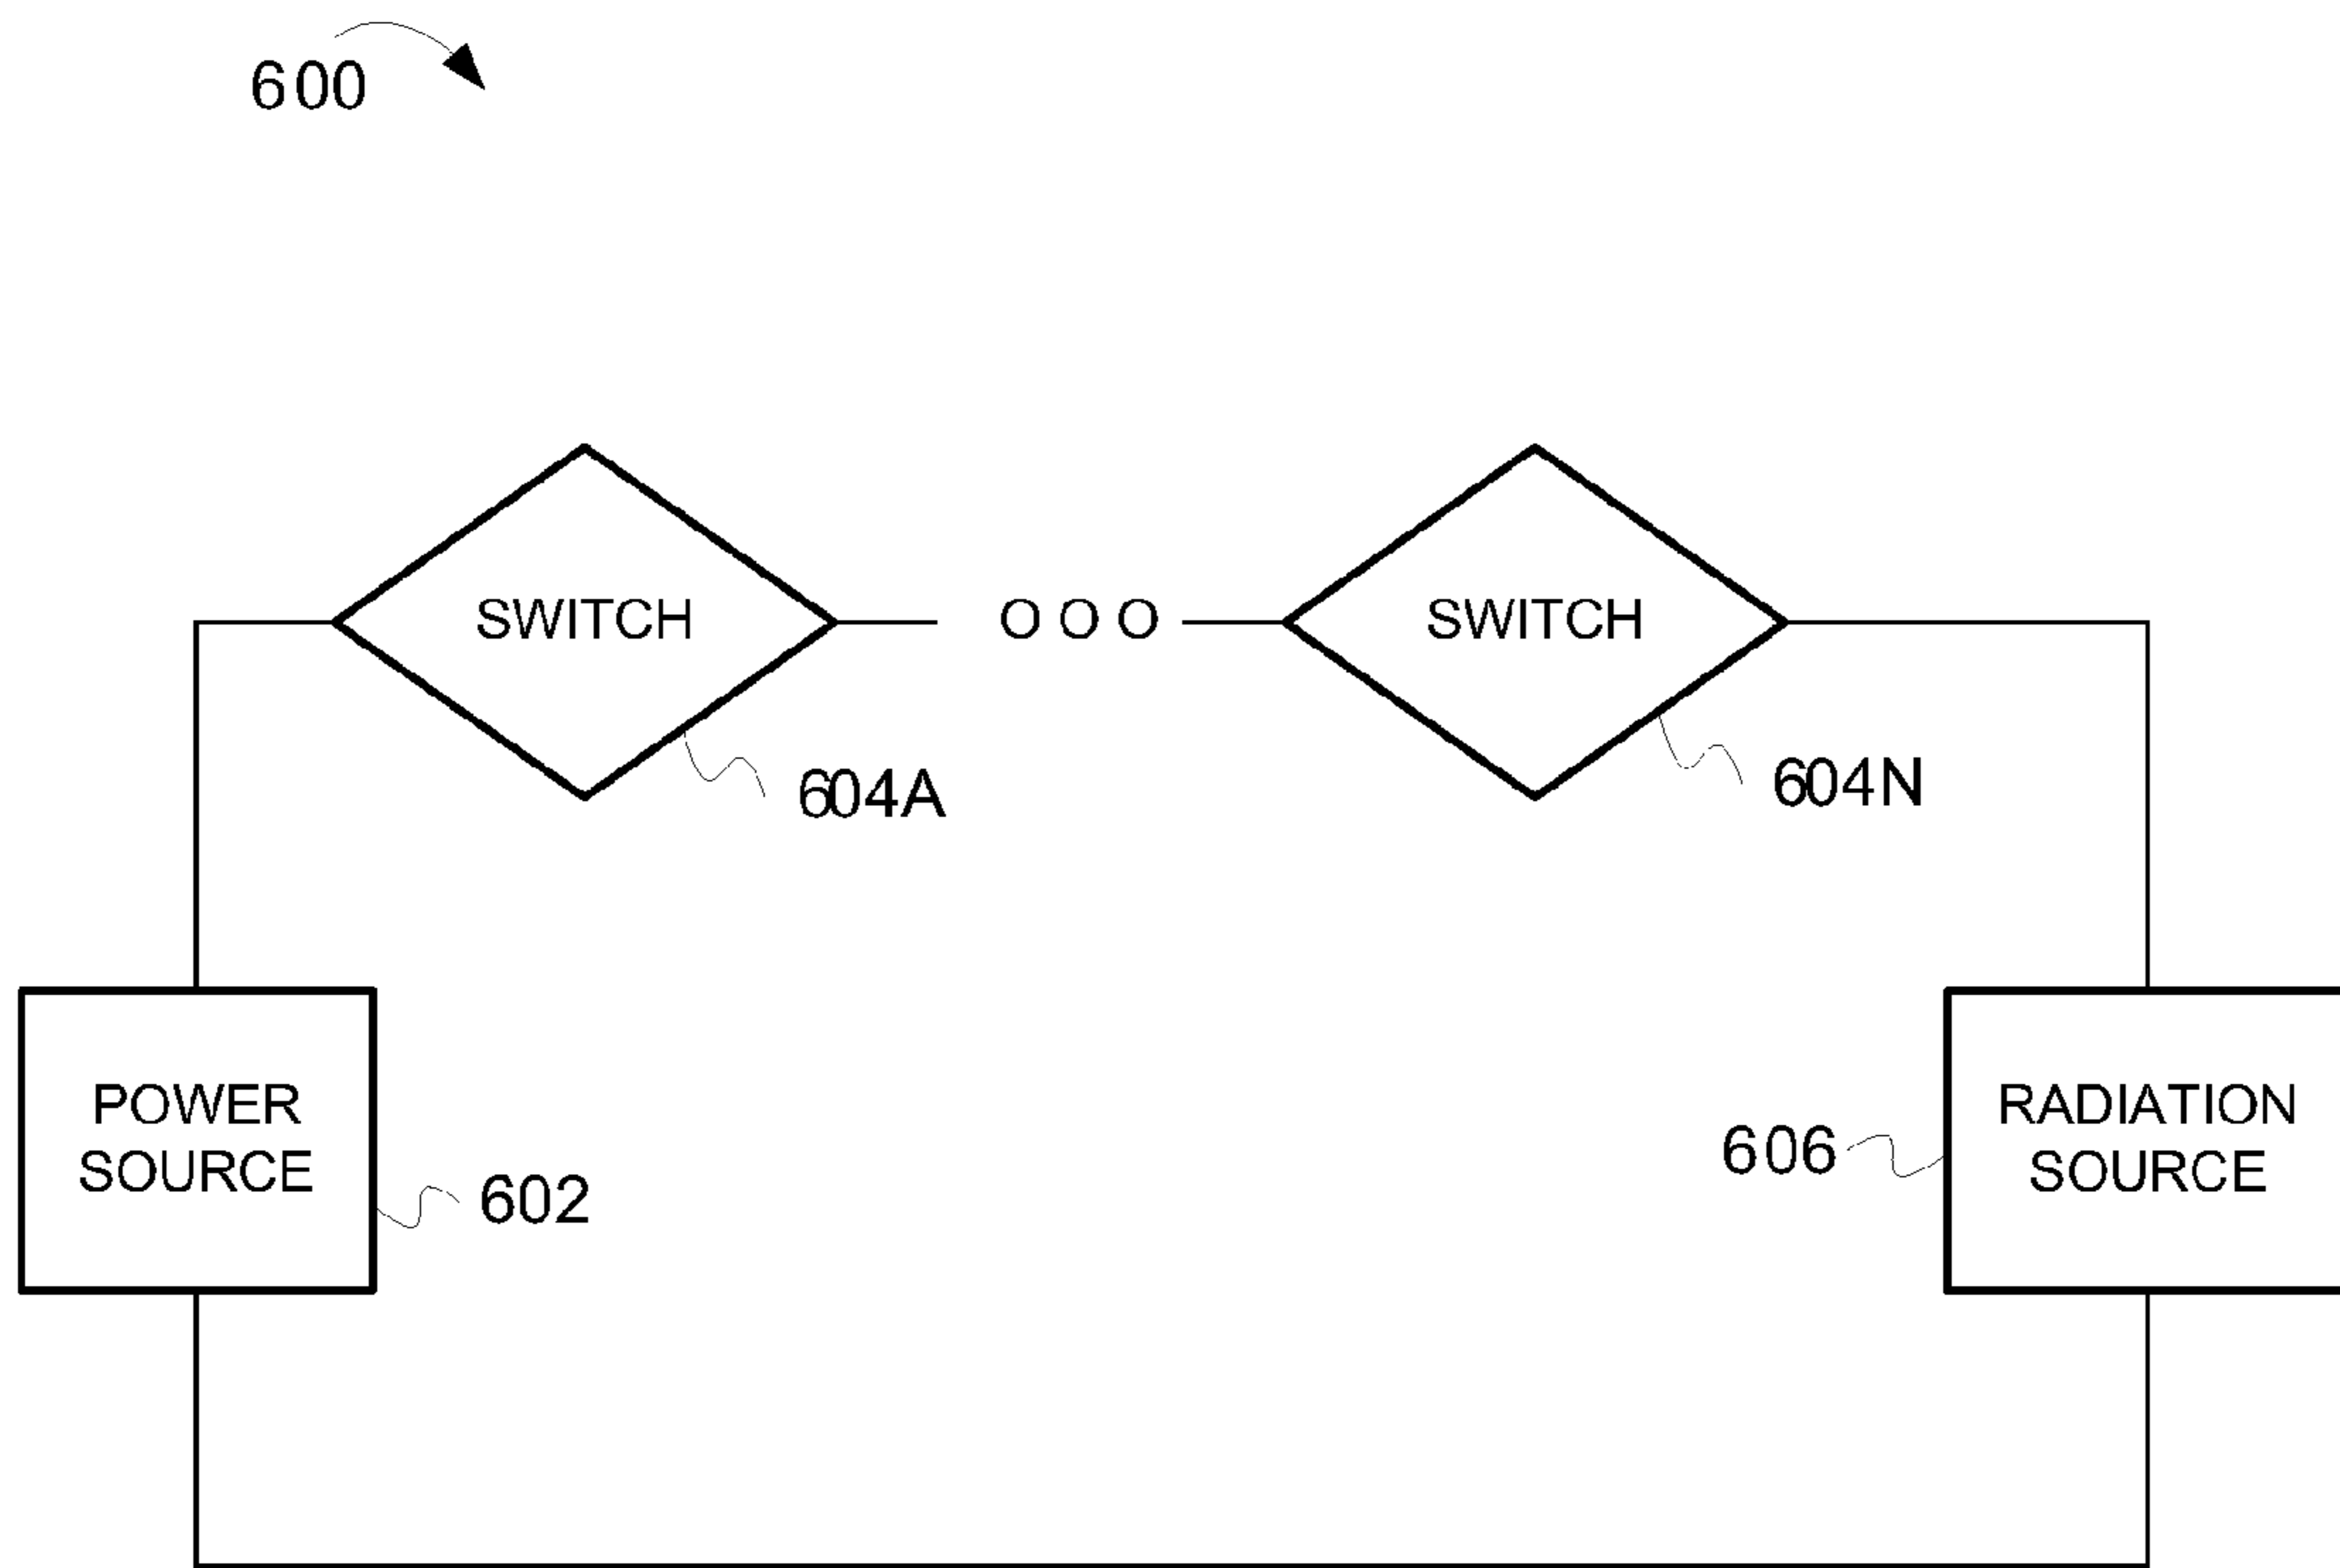 600
SWITCH
O O O
SWITCH
604A
604N
POWER
SOURCE
602
606
RADIATION
SOURCE